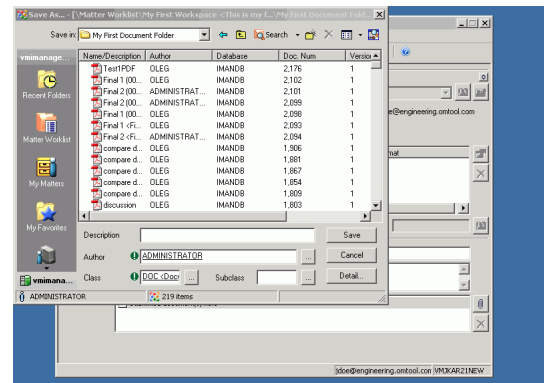 Save As... - [\Matter Worklist\My First Workspace <This is my f...\My First Document Fold...
Save in: My First Document Folder Search
vmimanage...
Recent Folders
Matter Worklist
My Matters
My Favorites
vmimana...
Name/Description Author Database Doc. Num Version
Test1PDF OLEG IMANDB 2,176 1
Final 1 (00... OLEG IMANDB 2,102 1
Final 2 (00... ADMINISTRAT... IMANDB 2,101 1
Final 2 (00... OLEG IMANDB 2,099 1
Final 1 (00... OLEG IMANDB 2,098 1
Final 1 <Fi... OLEG IMANDB 2,093 1
Final 2 <Fi... ADMINISTRAT... IMANDB 2,094 1
compare d... OLEG IMANDB 1,906 1
compare d... OLEG IMANDB 1,881 1
compare d... OLEG IMANDB 1,867 1
compare d... OLEG IMANDB 1,854 1
compare d... OLEG IMANDB 1,809 1
discussion OLEG IMANDB 1,803 1
Description Save
Author ADMINISTRATOR ... Cancel
Class DOC <Docu ... Subclass ... Detail...
ADMINISTRATOR 219 items
e@engineering.omtool.com
mat
jdoe@engineering.omtool.com VMJKAR21NEW